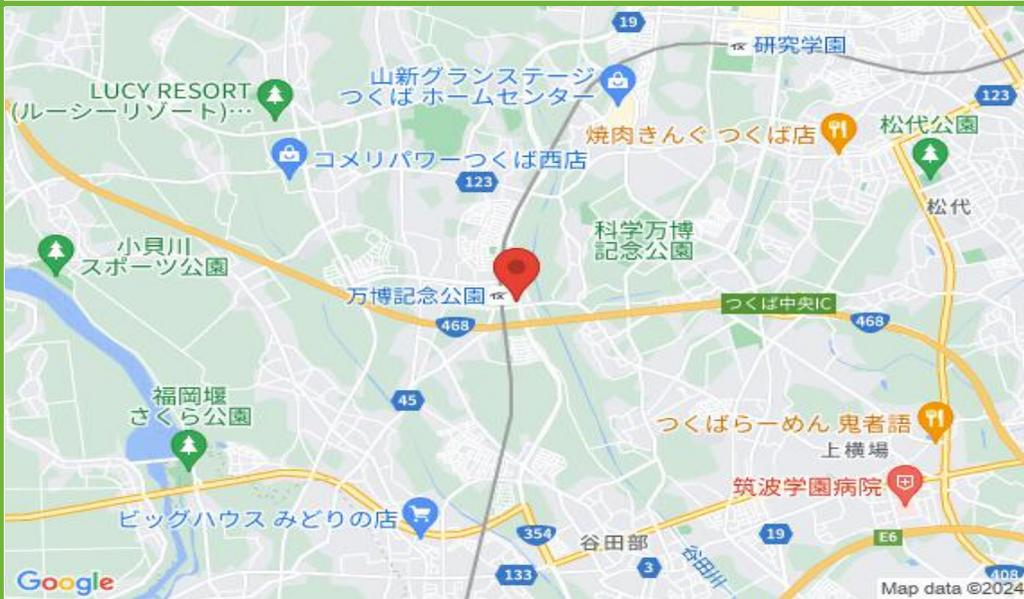 19
研究学園
LUCY RESORT
(ルーシーリゾート)…
山新グランステージ
つくば ホームセンター
123
焼肉きんぐ つくば店
松代公園
コメリパワーつくば西店
123
松代
小貝川
スポーツ公園
科学万博
記念公園
万博記念公園
つくば中央IC
468
468
福岡堰
さくら公園
45
つくばらーめん 鬼者語
上横場
筑波学園病院
ビッグハウス みどりの店
354
谷田部
19
E6
谷田川
133
3
408
Google
Map data ©2024